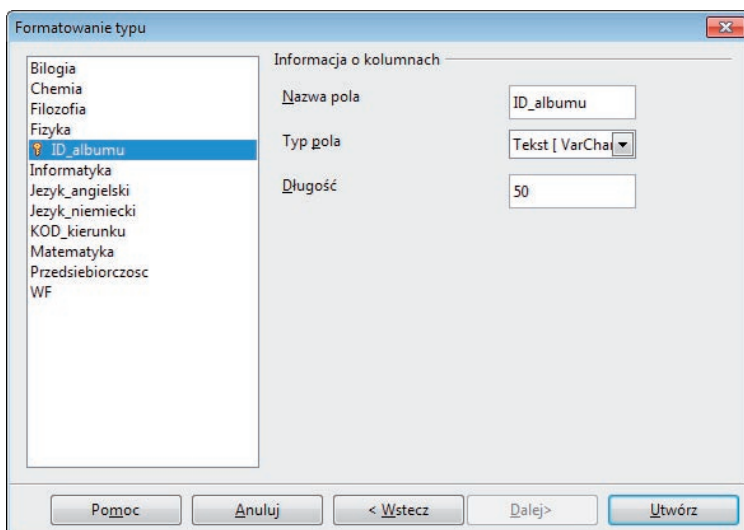 Formatowanie typu
Bilogia
Chemia
Filozofia
Fizyka
ID_albumu
Informatyka
Jezyk_angielski
Jezyk_niemiecki
KOD_kierunku
Matematyka
Przedsiebiorczosc
WF
Informacja o kolumnach
Nazwa pola
ID_albumu
Typ pola
Tekst [ VarChar
Długość
50
Pomoc
Anuluj
< Wstecz
Dalej>
Utwórz